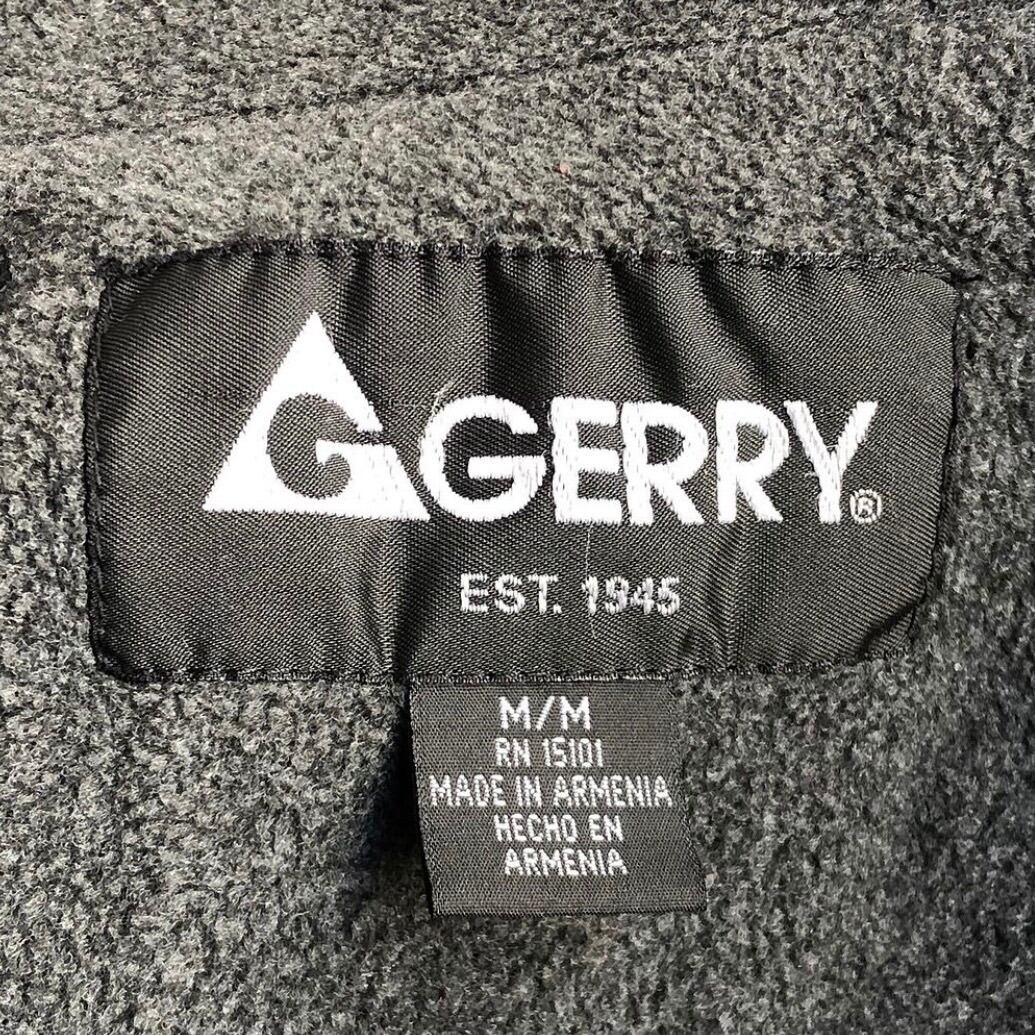 G GERRY®
EST. 1945
M/M
RN 15101
MADE IN ARMENIA
HECHO EN
ARMENIA